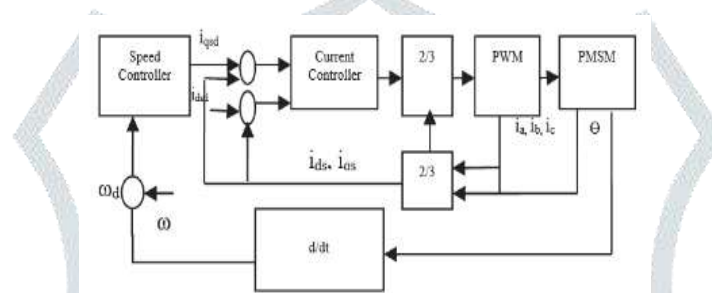 Speed Controller
i_qsd
Current Controller
2/3
PWM
PMSM
i_dsd
i_a, i_b, i_c
Θ
i_ds, i_qs
2/3
ω_d
ω
d/dt